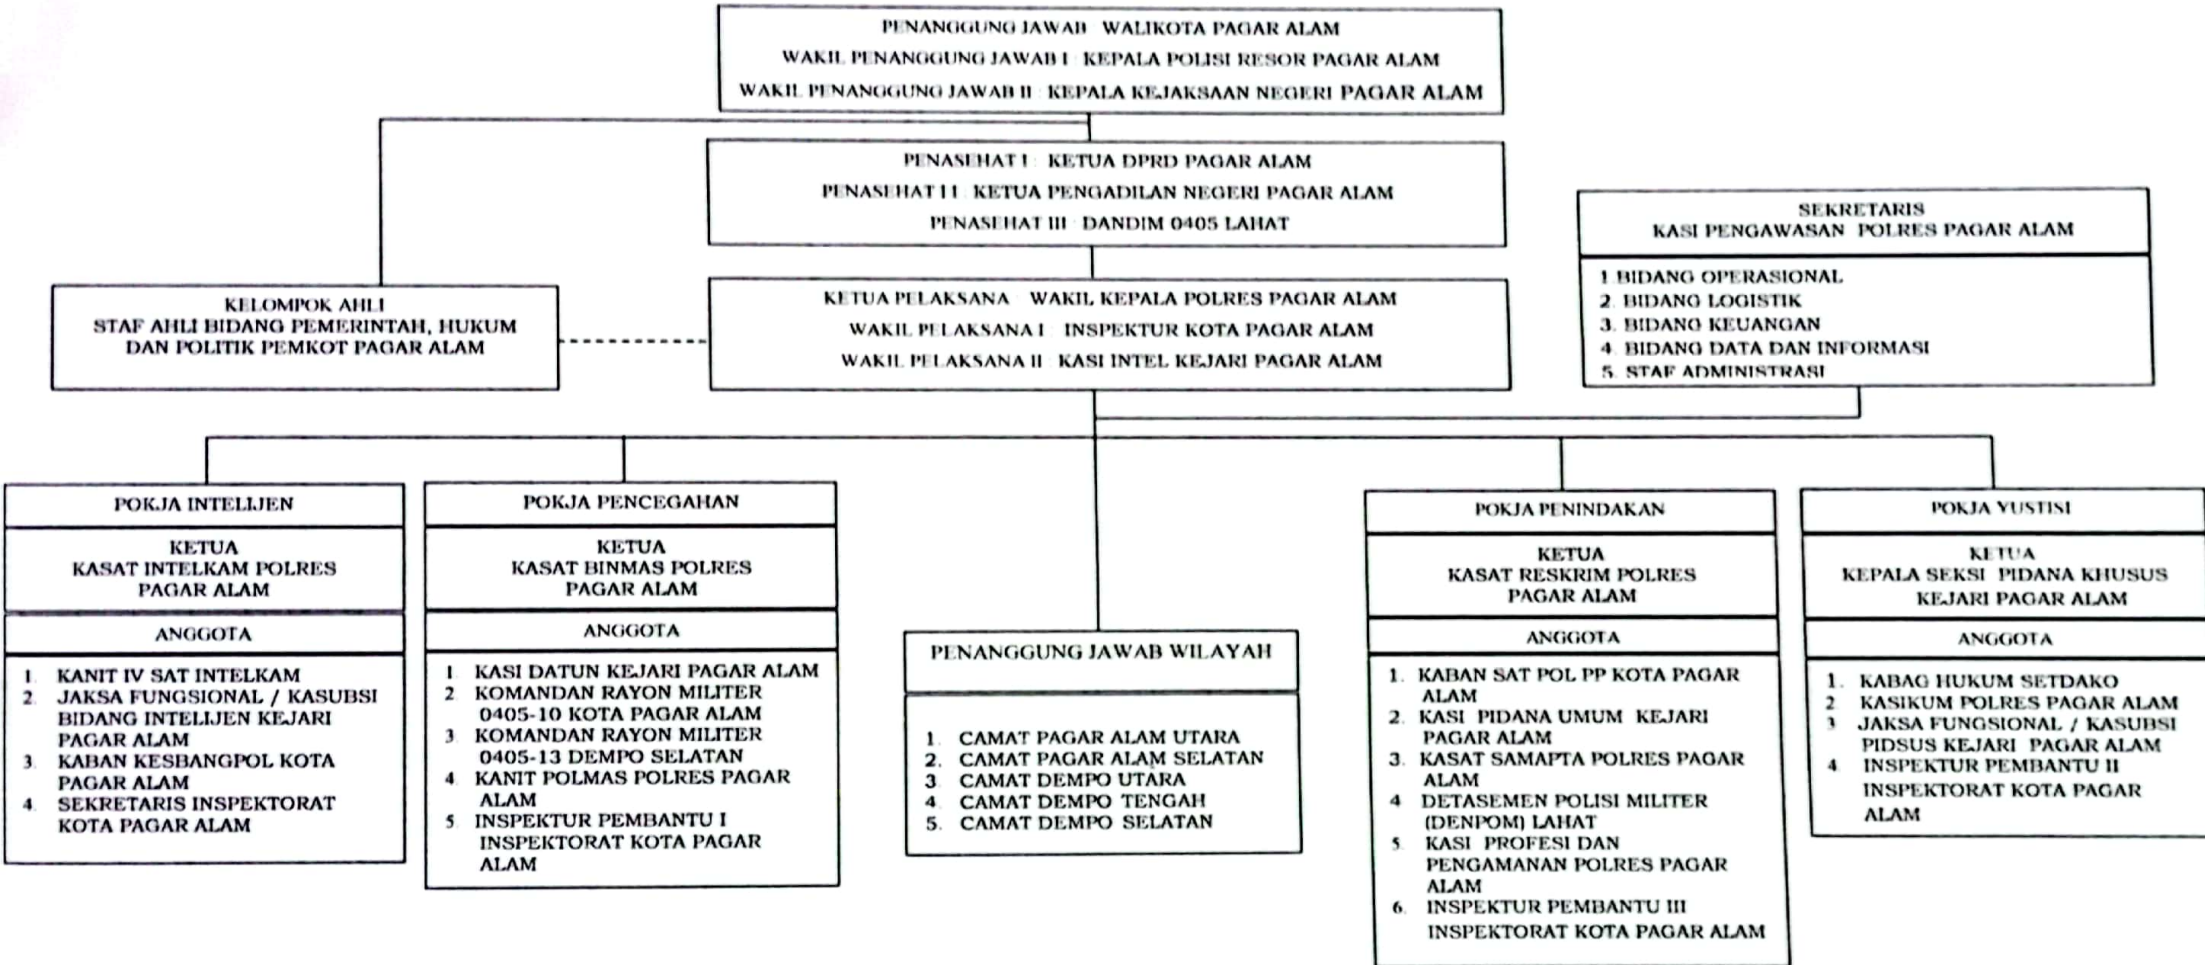 PENANGGUNG JAWAB WALIKOTA PAGAR ALAM
WAKIL PENANGGUNG JAWAB I : KEPALA POLISI RESOR PAGAR ALAM
WAKIL PENANGGUNG JAWAB II : KEPALA KEJAKSAAN NEGERI PAGAR ALAM
PENASEHAT I : KETUA DPRD PAGAR ALAM
PENASEHAT II KETUA PENGADILAN NEGERI PAGAR ALAM
PENASEHAT III : DANDIM 0405 LAHAT
SEKRETARIS
KASI PENGAWASAN POLRES PAGAR ALAM
1 BIDANG OPERASIONAL
2. BIDANG LOGISTIK
3. BIDANG KEUANGAN
4. BIDANG DATA DAN INFORMASI
5. STAF ADMINISTRASI
KELOMPOK AHLI
STAF AHLI BIDANG PEMERINTAH, HUKUM
DAN POLITIK PEMKOT PAGAR ALAM
KETUA PELAKSANA : WAKIL KEPALA POLRES PAGAR ALAM
WAKIL PELAKSANA I : INSPEKTUR KOTA PAGAR ALAM
WAKIL PELAKSANA II : KASI INTEL KEJARI PAGAR ALAM
POKJA INTELIJEN
KETUA
KASAT INTELKAM POLRES
PAGAR ALAM
ANGGOTA
1. KANIT IV SAT INTELKAM
2. JAKSA FUNGSIONAL / KASUBSI
BIDANG INTELIJEN KEJARI
PAGAR ALAM
3. KABAN KESBANGPOL KOTA
PAGAR ALAM
4. SEKRETARIS INSPEKTORAT
KOTA PAGAR ALAM
POKJA PENCEGAHAN
KETUA
KASAT BINMAS POLRES
PAGAR ALAM
ANGGOTA
1. KASI DATUN KEJARI PAGAR ALAM
2. KOMANDAN RAYON MILITER
0405-10 KOTA PAGAR ALAM
3. KOMANDAN RAYON MILITER
0405-13 DEMPO SELATAN
4. KANIT POLMAS POLRES PAGAR
ALAM
5. INSPEKTUR PEMBANTU I
INSPEKTORAT KOTA PAGAR
ALAM
PENANGGUNG JAWAB WILAYAH
1. CAMAT PAGAR ALAM UTARA
2. CAMAT PAGAR ALAM SELATAN
3. CAMAT DEMPO UTARA
4. CAMAT DEMPO TENGAH
5. CAMAT DEMPO SELATAN
POKJA PENINDAKAN
KETUA
KASAT RESKRIM POLRES
PAGAR ALAM
ANGGOTA
1. KABAN SAT POL PP KOTA PAGAR
ALAM
2. KASI PIDANA UMUM KEJARI
PAGAR ALAM
3. KASAT SAMAPTA POLRES PAGAR
ALAM
4 DETASEMEN POLISI MILITER
(DENPOM) LAHAT
5. KASI PROFESI DAN
PENGAMANAN POLRES PAGAR
ALAM
6. INSPEKTUR PEMBANTU III
INSPEKTORAT KOTA PAGAR ALAM
POKJA YUSTISI
KETUA
KEPALA SEKSI PIDANA KHUSUS
KEJARI PAGAR ALAM
ANGGOTA
1. KABAG HUKUM SETDAKO
2 KASIKUM POLRES PAGAR ALAM
3 JAKSA FUNGSIONAL / KASUBSI
PIDSUS KEJARI PAGAR ALAM
4. INSPEKTUR PEMBANTU II
INSPEKTORAT KOTA PAGAR
ALAM